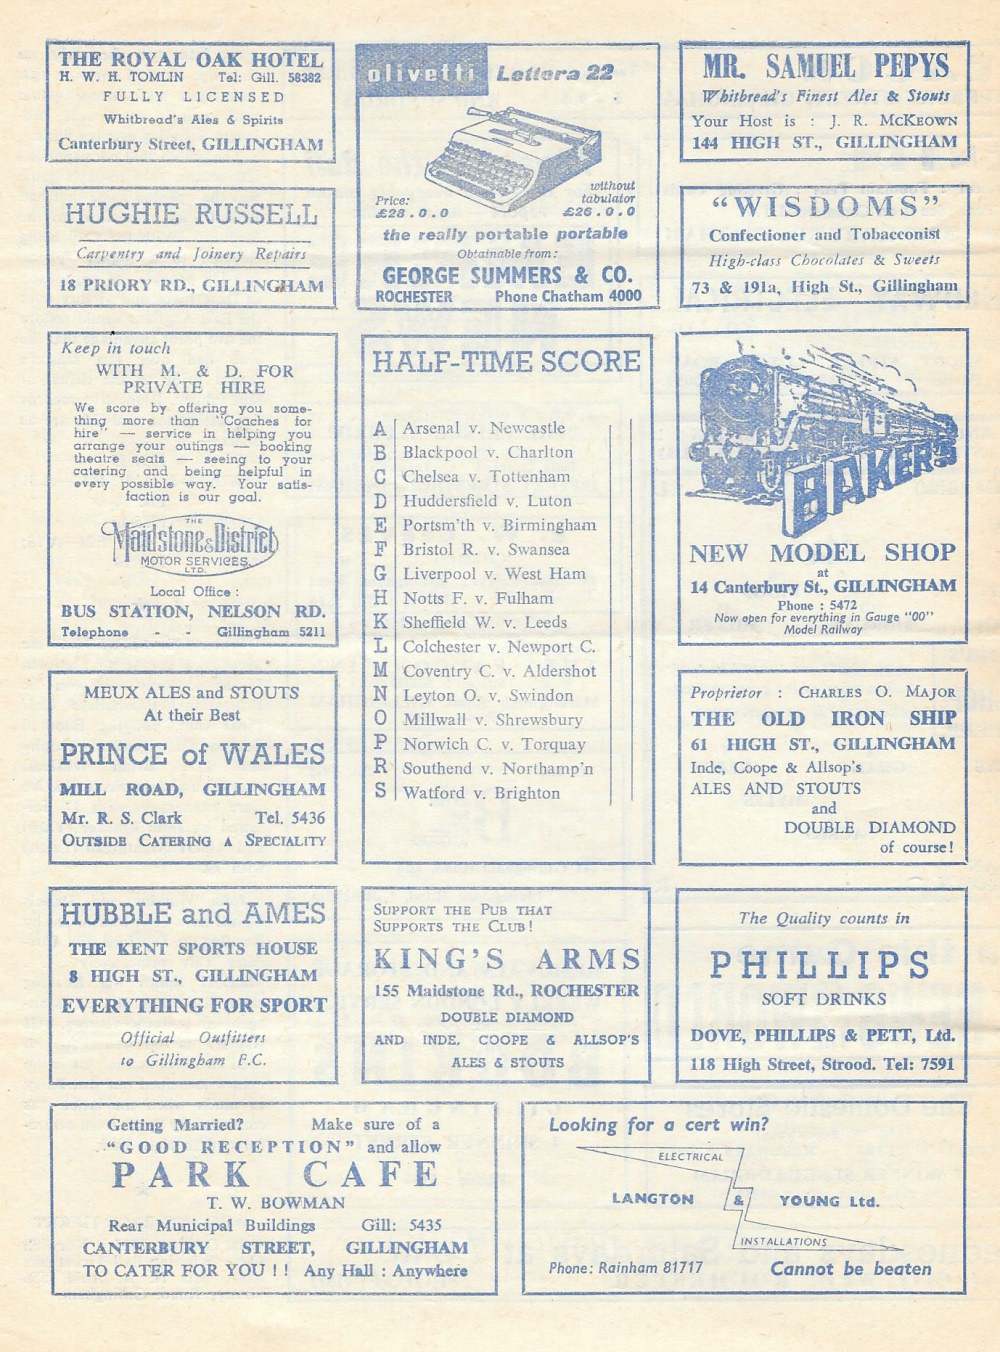 THE ROYAL OAK HOTEL
H. W. H. TOMLIN Tel: Gill. 58382
FULLY LICENSED
Whitbread's Ales & Spirits
Canterbury Street, GILLINGHAM
HUGHIE RUSSELL
Carpentry and Joinery Repairs
18 PRIORY RD., GILLINGHAM
olivetti Lettera 22
Price:
£28.0.0
without
tabulator
£26.0.0
the really portable portable
Obtainable from:
GEORGE SUMMERS & CO.
ROCHESTER Phone Chatham 4000
MR. SAMUEL PEPYS
Whitbread's Finest Ales & Stouts
Your Host is : J. R. McKEOWN
144 HIGH ST., GILLINGHAM
"WISDOMS"
Confectioner and Tobacconist
High-class Chocolates & Sweets
73 & 191a, High St., Gillingham
Keep in touch
WITH M. & D. FOR
PRIVATE HIRE
We score by offering you some-
thing more than "Coaches for
hire" — service in helping you
arrange your outings — booking
theatre seats — seeing to your
catering and being helpful in
every possible way. Your satis-
faction is our goal.
THE
Maidstone & District
MOTOR SERVICES
LTD.
Local Office :
BUS STATION, NELSON RD.
Telephone - - Gillingham 5211
HALF-TIME SCORE
A Arsenal v. Newcastle
B Blackpool v. Charlton
C Chelsea v. Tottenham
D Huddersfield v. Luton
E Portsm'th v. Birmingham
F Bristol R. v. Swansea
G Liverpool v. West Ham
H Notts F. v. Fulham
K Sheffield W. v. Leeds
L Colchester v. Newport C.
M Coventry C. v. Aldershot
N Leyton O. v. Swindon
O Millwall v. Shrewsbury
P Norwich C. v. Torquay
R Southend v. Northamp'n
S Watford v. Brighton
BAKER'S
NEW MODEL SHOP
at
14 Canterbury St., GILLINGHAM
Phone : 5472
Now open for everything in Gauge "00"
Model Railway
MEUX ALES and STOUTS
At their Best
PRINCE of WALES
MILL ROAD, GILLINGHAM
Mr. R. S. Clark Tel. 5436
OUTSIDE CATERING A SPECIALITY
Proprietor : CHARLES O. MAJOR
THE OLD IRON SHIP
61 HIGH ST., GILLINGHAM
Inde, Coope & Allsop's
ALES AND STOUTS
and
DOUBLE DIAMOND
of course!
HUBBLE and AMES
THE KENT SPORTS HOUSE
8 HIGH ST., GILLINGHAM
EVERYTHING FOR SPORT
Official Outfitters
to Gillingham F.C.
SUPPORT THE PUB THAT
SUPPORTS THE CLUB!
KING'S ARMS
155 Maidstone Rd., ROCHESTER
DOUBLE DIAMOND
AND INDE, COOPE & ALLSOP'S
ALES & STOUTS
The Quality counts in
PHILLIPS
SOFT DRINKS
DOVE, PHILLIPS & PETT, Ltd.
118 High Street, Strood. Tel: 7591
Getting Married? Make sure of a
"GOOD RECEPTION" and allow
PARK CAFE
T. W. BOWMAN
Rear Municipal Buildings Gill: 5435
CANTERBURY STREET, GILLINGHAM
TO CATER FOR YOU ! ! Any Hall : Anywhere
Looking for a cert win?
ELECTRICAL
LANGTON & YOUNG Ltd.
INSTALLATIONS
Phone: Rainham 81717 Cannot be beaten